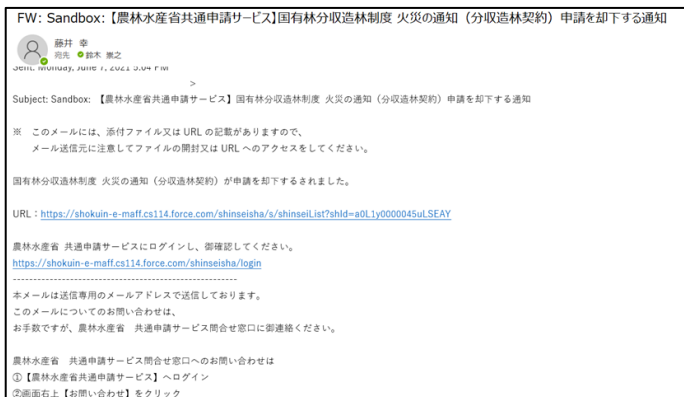 FW: Sandbox:【農林水産省共通申請サービス】国有林分収造林制度 火災の通知（分収造林契約）申請を却下する通知
藤井 幸
宛先 鈴木 崇之
Sent: Monday, June 7, 2021 5:04 PM
>
Subject: Sandbox: 【農林水産省共通申請サービス】国有林分収造林制度 火災の通知（分収造林契約）申請を却下する通知
※ このメールには、添付ファイル又は URL の記載がありますので、
メール送信元に注意してファイルの開封又は URL へのアクセスをしてください。
国有林分収造林制度 火災の通知（分収造林契約）が申請を却下するされました。
URL：https://shokuin-e-maff.cs114.force.com/shinseisha/s/shinseiList?shId=a0L1y0000045uLSEAY
農林水産省 共通申請サービスにログインし、御確認してください。
https://shokuin-e-maff.cs114.force.com/shinseisha/login
--------------------------------------------------------
本メールは送信専用のメールアドレスで送信しております。
このメールについてのお問い合わせは、
お手数ですが、農林水産省 共通申請サービス問合せ窓口に御連絡ください。
農林水産省 共通申請サービス問合せ窓口へのお問い合わせは
①【農林水産省共通申請サービス】へログイン
②画面右上【お問い合わせ】をクリック